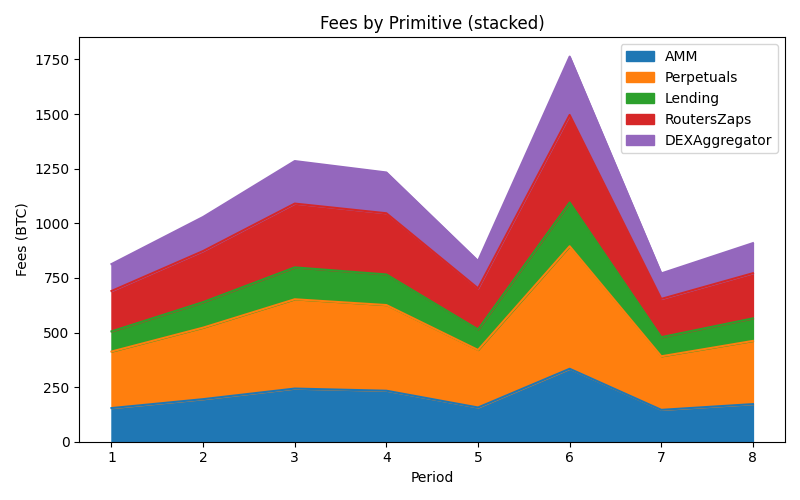 Fees by Primitive (stacked)
AMM
Perpetuals
Lending
RoutersZaps
DEXAggregator
Fees (BTC)
1750
1500
1250
1000
750
500
250
0
1 2 3 4 5 6 7 8
Period